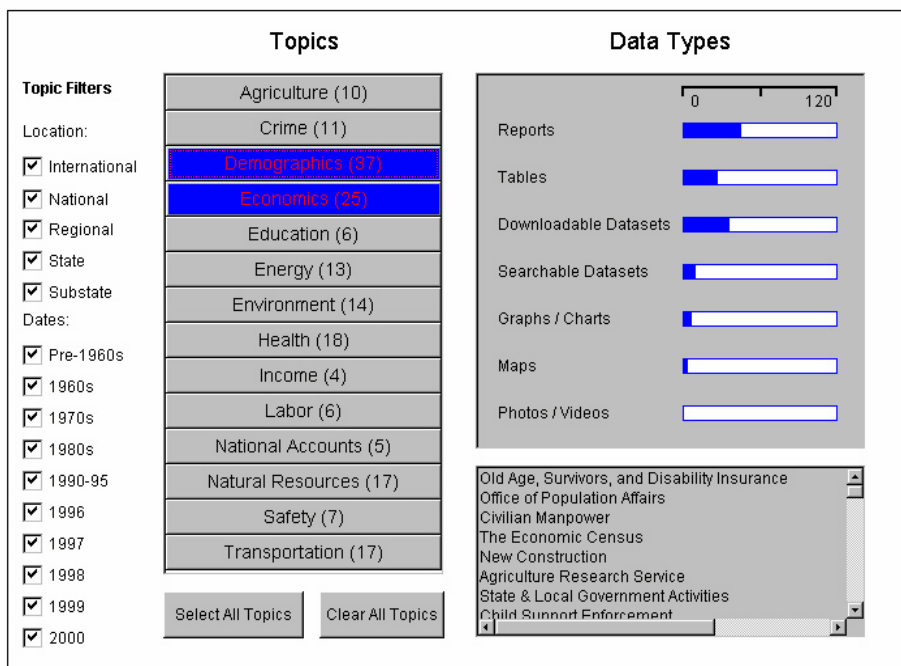 Topics
Topic Filters
Location:
International
National
Regional
State
Substate
Dates:
Pre-1960s
1960s
1970s
1980s
1990-95
1996
1997
1998
1999
2000
Agriculture (10)
Crime (11)
Demographics (37)
Economics (25)
Education (6)
Energy (13)
Environment (14)
Health (18)
Income (4)
Labor (6)
National Accounts (5)
Natural Resources (17)
Safety (7)
Transportation (17)
Select All Topics
Clear All Topics
Data Types
0 120
Reports
Tables
Downloadable Datasets
Searchable Datasets
Graphs / Charts
Maps
Photos / Videos
Old Age, Survivors, and Disability Insurance
Office of Population Affairs
Civilian Manpower
The Economic Census
New Construction
Agriculture Research Service
State & Local Government Activities
Child Support Enforcement